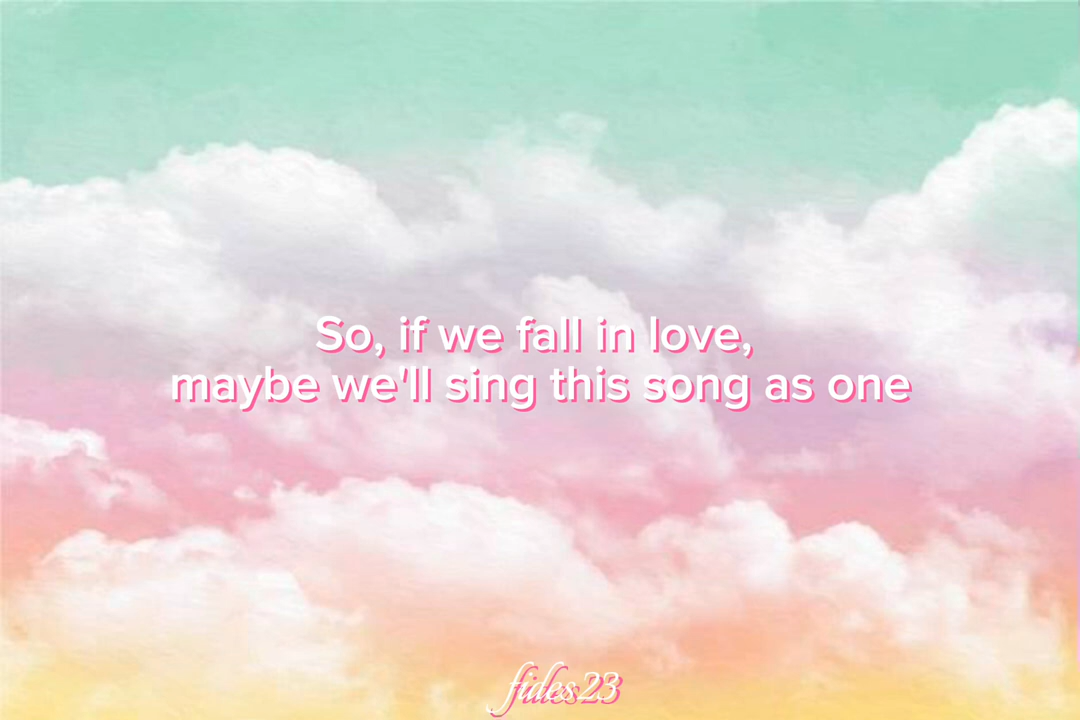 So, if we fall in love,
maybe we'll sing this song as one
fides23